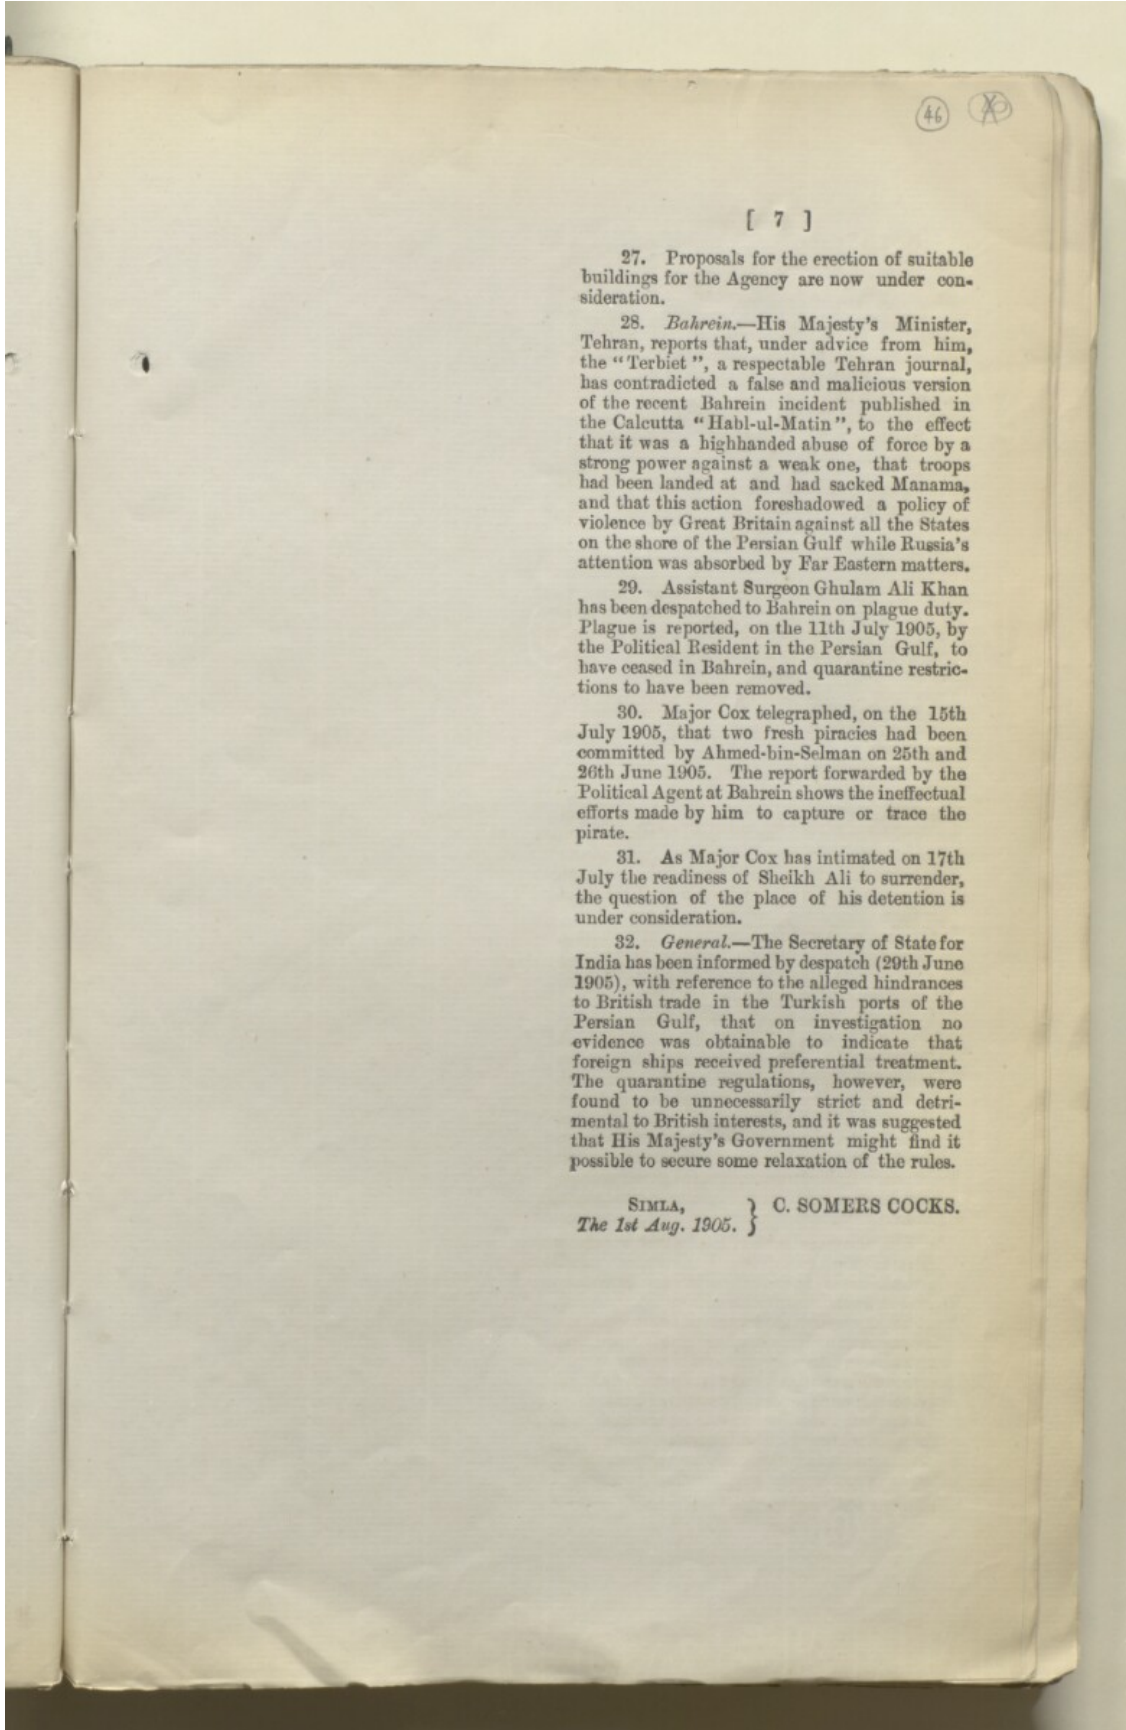 46
[ 7 ]
27. Proposals for the erection of suitable
buildings for the Agency are now under con-
sideration.
28. Bahrein.—His Majesty's Minister,
Tehran, reports that, under advice from him,
the "Terbiet", a respectable Tehran journal,
has contradicted a false and malicious version
of the recent Bahrein incident published in
the Calcutta "Habl-ul-Matin", to the effect
that it was a highhanded abuse of force by a
strong power against a weak one, that troops
had been landed at and had sacked Manama,
and that this action foreshadowed a policy of
violence by Great Britain against all the States
on the shore of the Persian Gulf while Russia's
attention was absorbed by Far Eastern matters.
29. Assistant Surgeon Ghulam Ali Khan
has been despatched to Bahrein on plague duty.
Plague is reported, on the 11th July 1905, by
the Political Resident in the Persian Gulf, to
have ceased in Bahrein, and quarantine restric-
tions to have been removed.
30. Major Cox telegraphed, on the 15th
July 1905, that two fresh piracies had been
committed by Ahmed-bin-Selman on 25th and
26th June 1905. The report forwarded by the
Political Agent at Bahrein shows the ineffectual
efforts made by him to capture or trace the
pirate.
31. As Major Cox has intimated on 17th
July the readiness of Sheikh Ali to surrender,
the question of the place of his detention is
under consideration.
32. General.—The Secretary of State for
India has been informed by despatch (29th June
1905), with reference to the alleged hindrances
to British trade in the Turkish ports of the
Persian Gulf, that on investigation no
evidence was obtainable to indicate that
foreign ships received preferential treatment.
The quarantine regulations, however, were
found to be unnecessarily strict and detri-
mental to British interests, and it was suggested
that His Majesty's Government might find it
possible to secure some relaxation of the rules.
SIMLA, } C. SOMERS COCKS.
The 1st Aug. 1905.